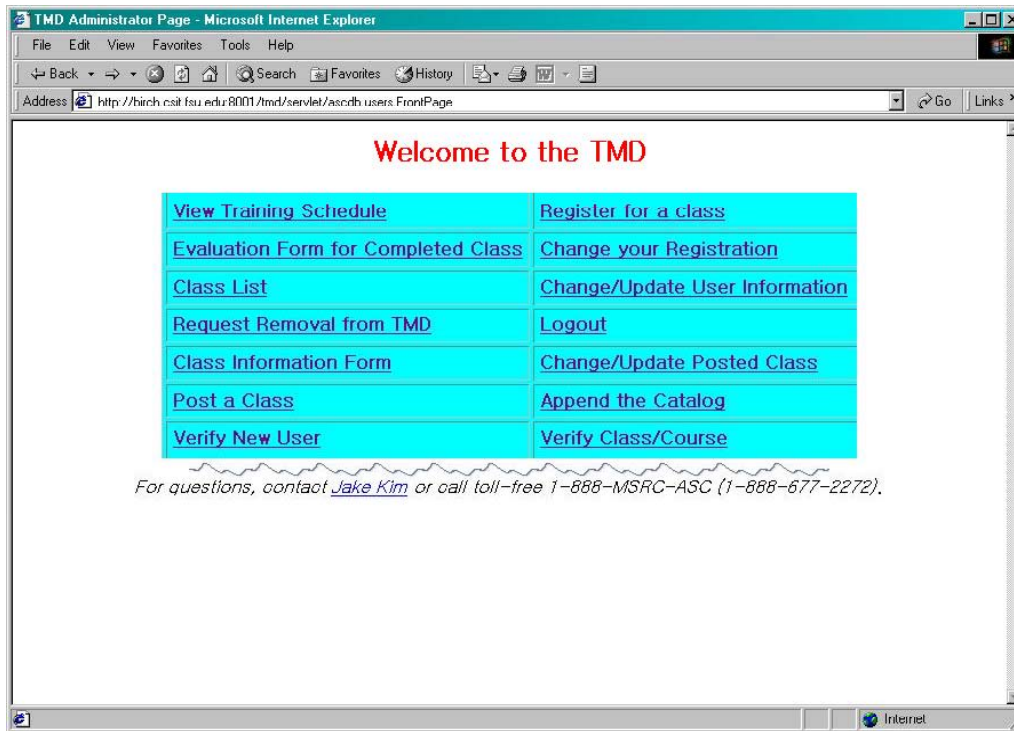 TMD Administrator Page - Microsoft Internet Explorer
File Edit View Favorites Tools Help
Back Search Favorites History
Address http://birch.csit.fsu.edu:8001/tmd/servlet/ascdb.users.FrontPage Go Links
Welcome to the TMD
View Training Schedule Register for a class
Evaluation Form for Completed Class Change your Registration
Class List Change/Update User Information
Request Removal from TMD Logout
Class Information Form Change/Update Posted Class
Post a Class Append the Catalog
Verify New User Verify Class/Course
For questions, contact Jake Kim or call toll-free 1-888-MSRC-ASC (1-888-677-2272).
Internet